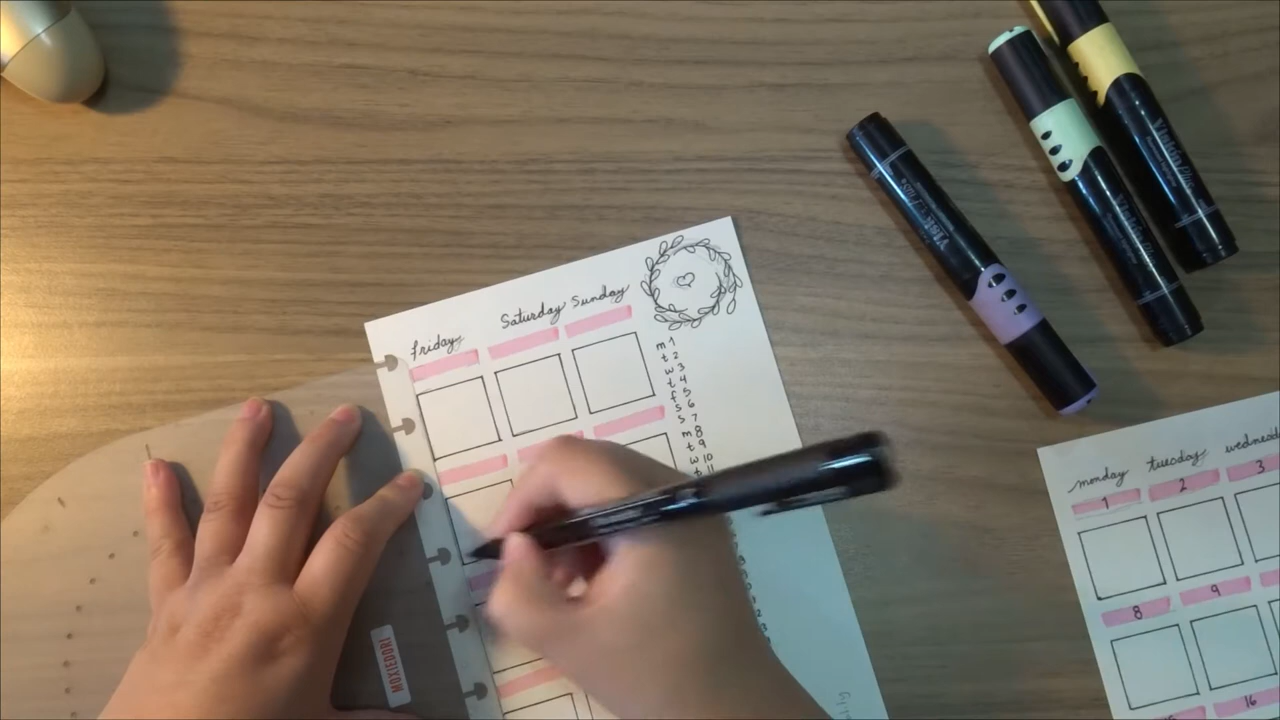 friday Saturday Sunday
m 1
t 2
w 3
t 4
f 5
s 6
s 7
m 8
t 9
w 10
t 11
MOXIEDORI
monday tuesday
1 2 3
8 9
16